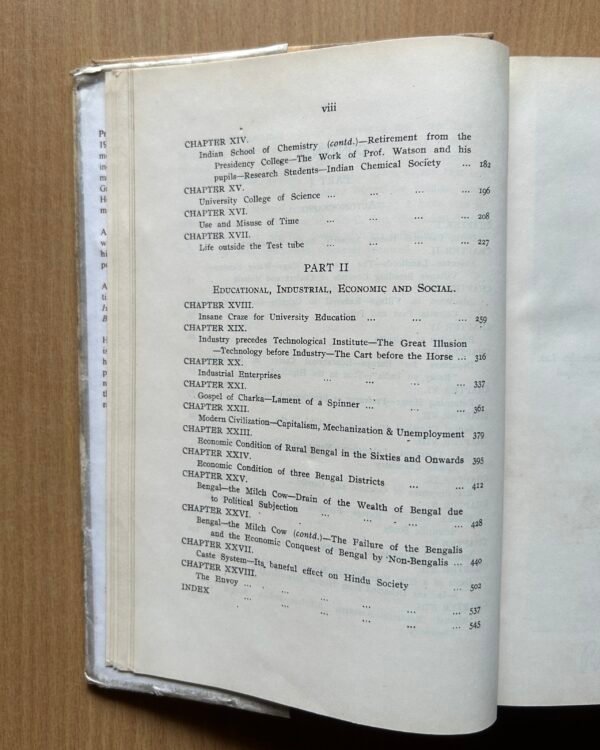 viii
CHAPTER XIV.
Indian School of Chemistry (contd.)—Retirement from the
Presidency College—The Work of Prof. Watson and his
pupils—Research Students—Indian Chemical Society ... 182
CHAPTER XV.
University College of Science ... ... ... ... 196
CHAPTER XVI.
Use and Misuse of Time ... ... ... ... 208
CHAPTER XVII.
Life outside the Test tube ... ... ... ... 227
PART II
EDUCATIONAL, INDUSTRIAL, ECONOMIC AND SOCIAL.
CHAPTER XVIII.
Insane Craze for University Education ... ... ... 259
CHAPTER XIX.
Industry precedes Technological Institute—The Great Illusion
—Technology before Industry—The Cart before the Horse ... 316
CHAPTER XX.
Industrial Enterprises ... ... ... ... 337
CHAPTER XXI.
Gospel of Charka—Lament of a Spinner ... ... ... 361
CHAPTER XXII.
Modern Civilization—Capitalism, Mechanization & Unemployment 379
CHAPTER XXIII.
Economic Condition of Rural Bengal in the Sixties and Onwards 395
CHAPTER XXIV.
Economic Condition of three Bengal Districts ... ... 412
CHAPTER XXV.
Bengal—the Milch Cow—Drain of the Wealth of Bengal due
to Political Subjection ... ... ... ... 428
CHAPTER XXVI.
Bengal—the Milch Cow (contd.)—The Failure of the Bengalis
and the Economic Conquest of Bengal by Non-Bengalis ... 440
CHAPTER XXVII.
Caste System—Its baneful effect on Hindu Society ... 502
CHAPTER XXVIII.
The Envoy ... ... ... ... ... 537
INDEX ... ... ... ... ... 545